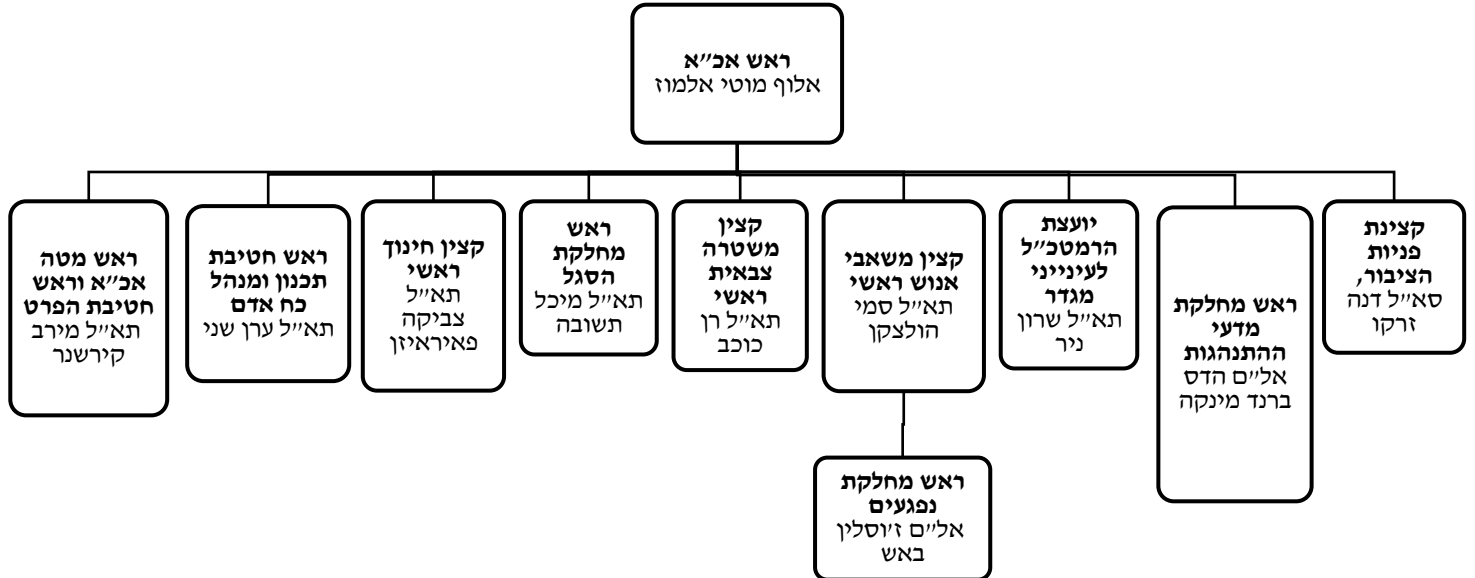 ראש אכ״א
אלוף מוטי אלמוז
קצינת
פניות
הציבור,
סא״ל דנה
זרקו
ראש מחלקת
מדעי
ההתנהגות
אל״ם הדס
ברנד מינקה
יועצת
הרמטכ״ל
לעינייני
מגדר
תא״ל שרון
ניר
קצין משאבי
אנוש ראשי
תא״ל סמי
הולצקן
קצין
משטרה
צבאית
ראשי
תא״ל רן
כוכב
ראש
מחלקת
הסגל
תא״ל מיכל
תשובה
קצין חינוך
ראשי
תא״ל
צביקה
פאיראיזן
ראש חטיבת
תכנון ומנהל
כח אדם
תא״ל ערן שני
ראש מטה
אכ״א וראש
חטיבת הפרט
תא״ל מירב
קירשנר
ראש מחלקת
נפגעים
אל״ם ז׳וסלין
באש